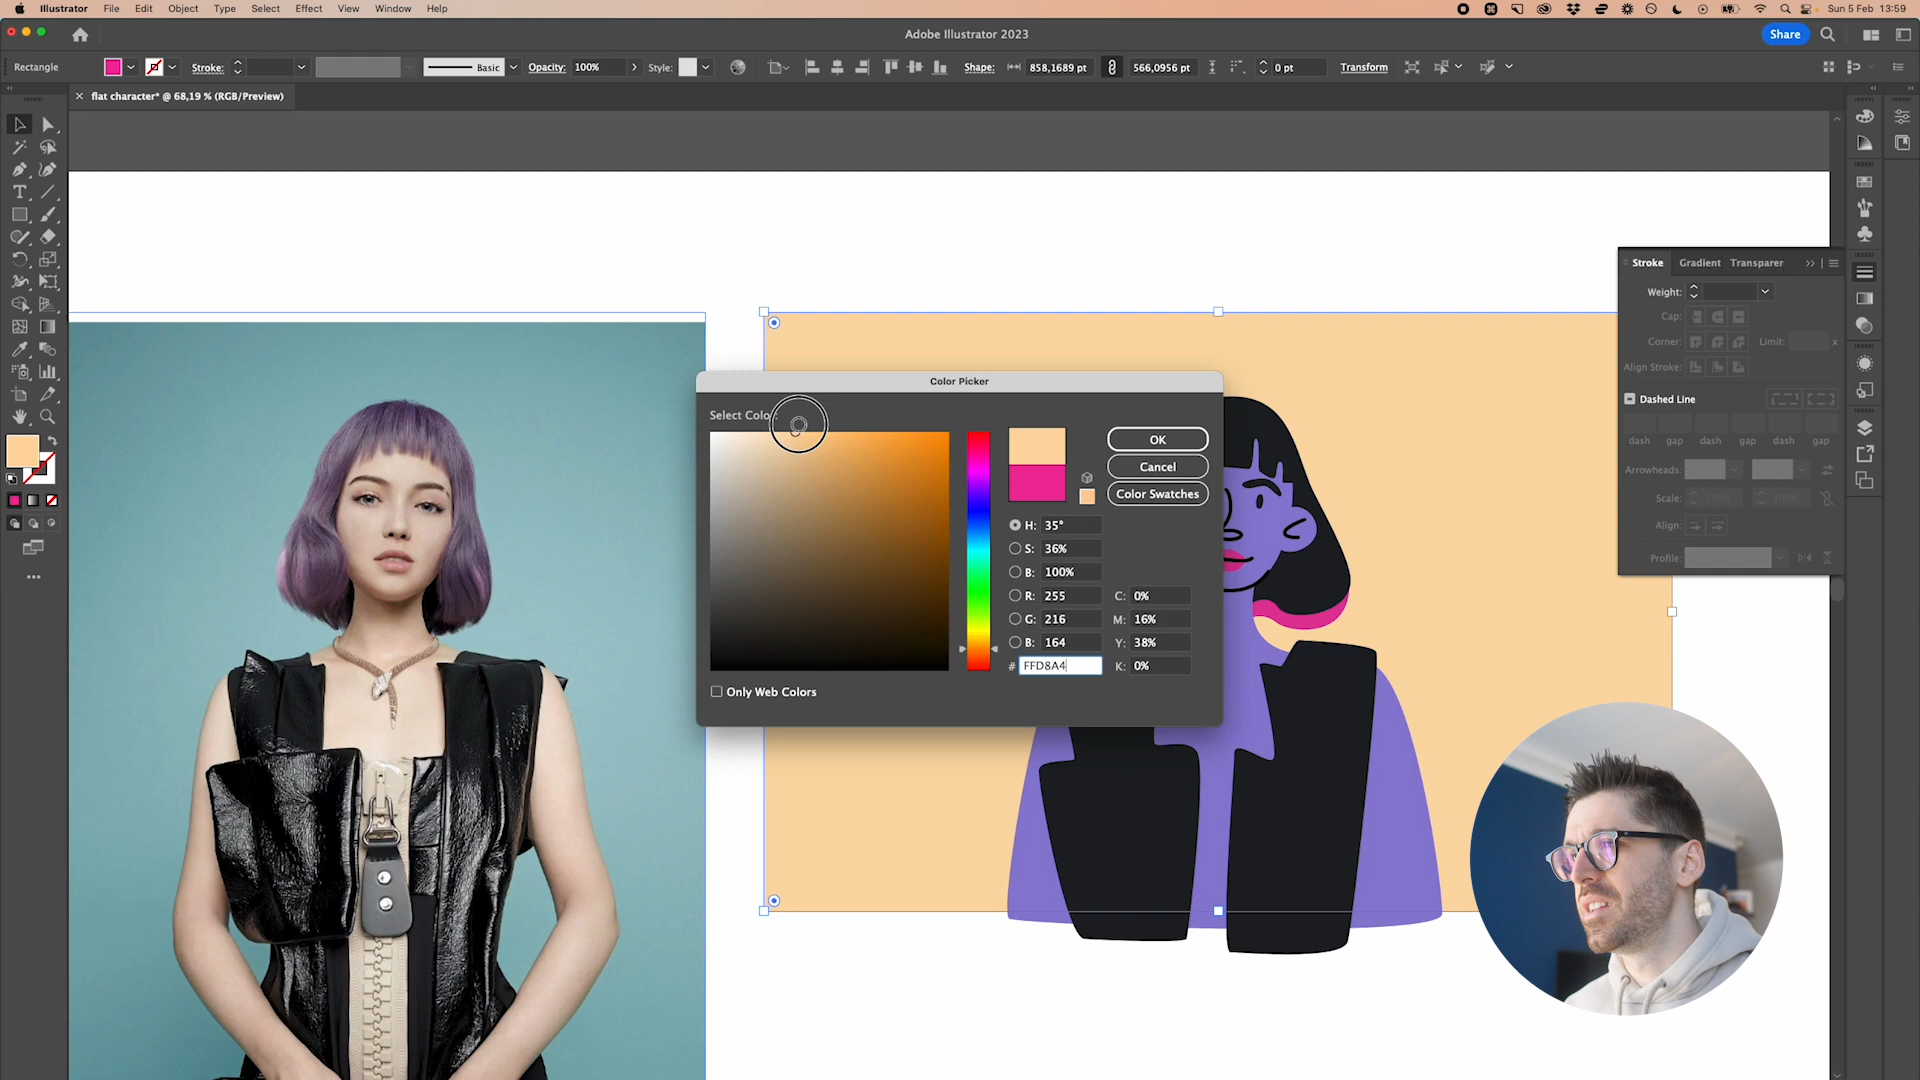 Illustrator File Edit Object Type Select Effect View Window Help
Sun 5 Feb 13:59
Adobe Illustrator 2023
Share
Rectangle
Stroke:
Basic
Opacity: 100%
Style:
Shape: 858,1689 pt 566,0956 pt 0 pt
Transform
× flat character* @ 68,19 % (RGB/Preview)
Stroke Gradient Transparer
Weight:
Cap:
Corner: Limit: x
Align Stroke:
Dashed Line
dash gap dash gap dash gap
Arrowheads:
Scale: 100% 100%
Align:
Profile:
Color Picker
Select Color:
OK
Cancel
Color Swatches
H: 35°
S: 36%
B: 100%
R: 255 C: 0%
G: 216 M: 16%
B: 164 Y: 38%
# FFD8A4 K: 0%
Only Web Colors